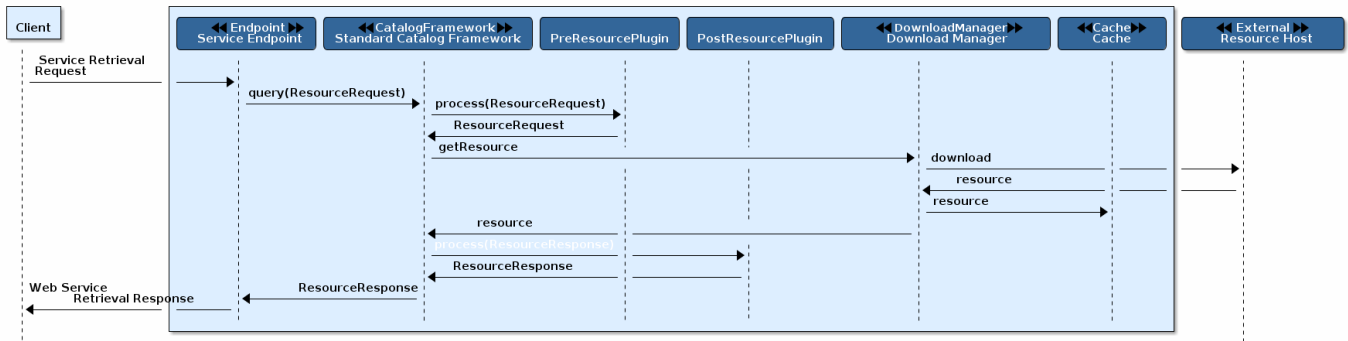 Client
◀◀ Endpoint ▶▶
Service Endpoint
◀◀CatalogFramework▶▶
Standard Catalog Framework
PreResourcePlugin
PostResourcePlugin
◀◀DownloadManager▶▶
Download Manager
◀◀Cache▶▶
Cache
◀◀ External ▶▶
Resource Host
Service Retrieval
Request
query(ResourceRequest)
process(ResourceRequest)
ResourceRequest
getResource
download
resource
resource
resource
process(ResourceResponse)
ResourceResponse
ResourceResponse
Web Service
Retrieval Response